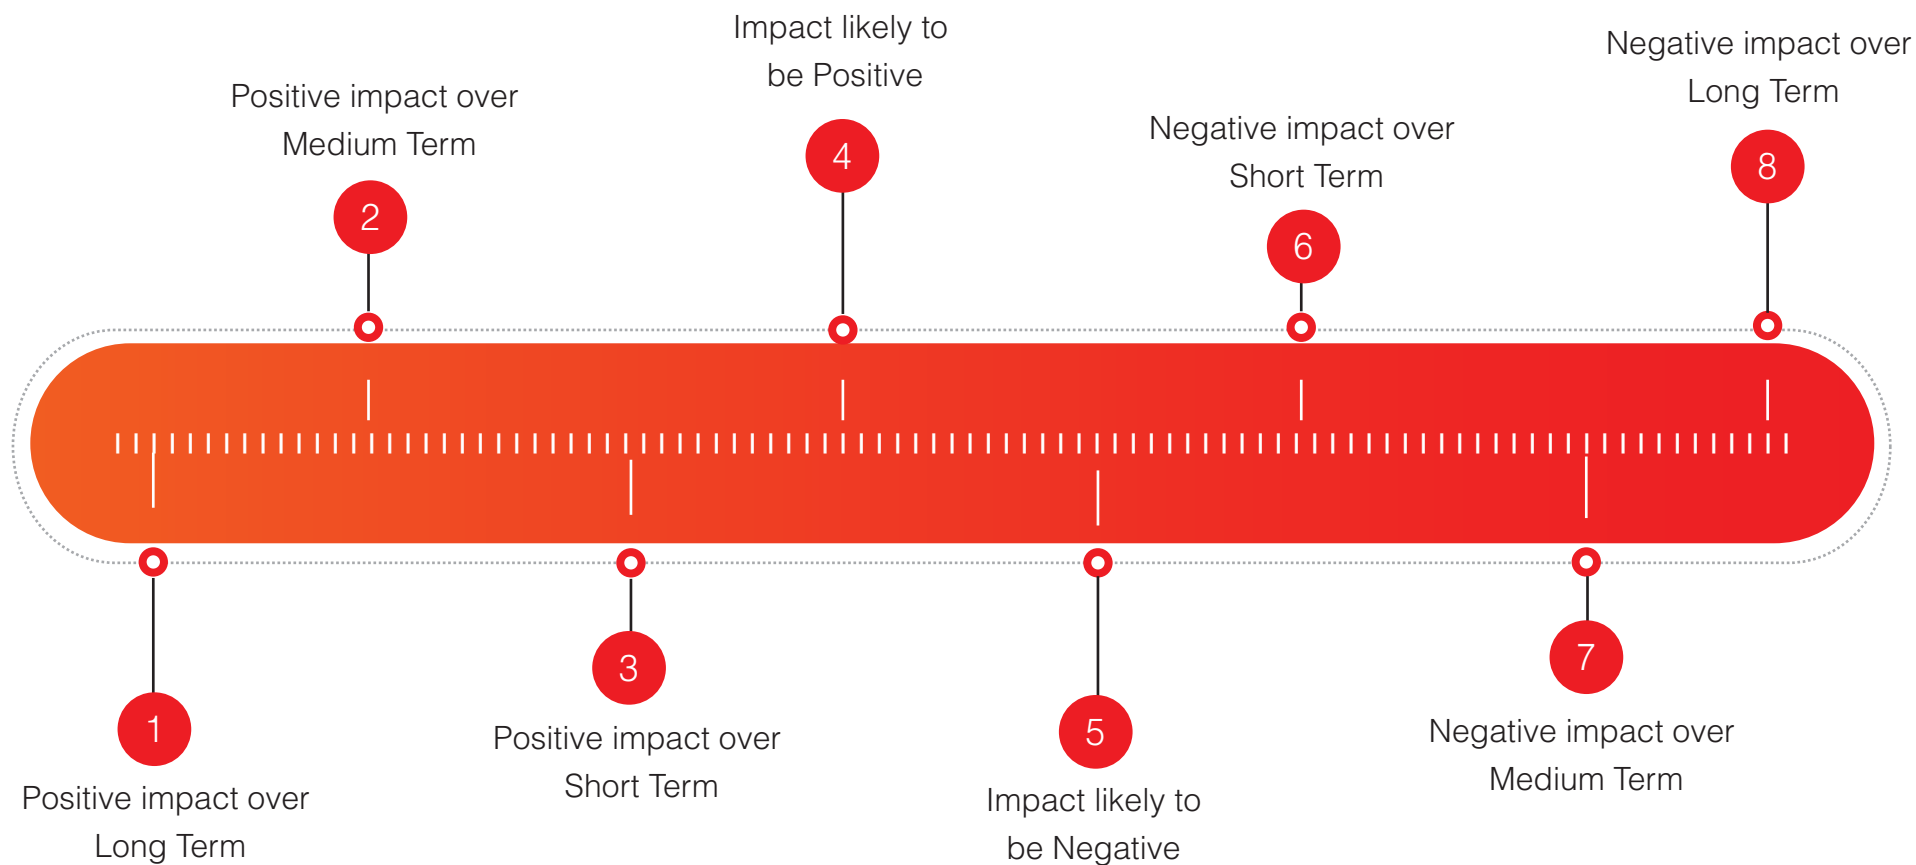 Impact likely to
be Positive
4
Negative impact over
Long Term
8
Positive impact over
Medium Term
2
Negative impact over
Short Term
6
1
Positive impact over
Long Term
3
Positive impact over
Short Term
5
Impact likely to
be Negative
7
Negative impact over
Medium Term